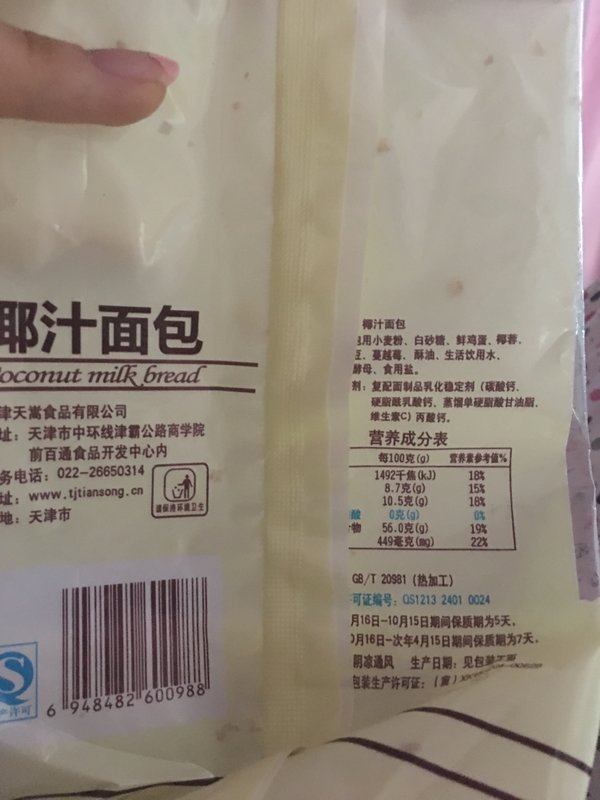 椰汁面包
Coconut milk bread
津天嵩食品有限公司
址：天津市中环线津霸公路商学院
前百通食品开发中心内
务电话：022-26650314
址：www.tjtiansong.cn
地：天津市
请保持环境卫生
6 948482 600988
椰汁面包
用小麦粉、白砂糖、鲜鸡蛋、椰蓉、
豆、蔓越莓、酥油、生活饮用水、
酵母、食用盐。
剂：复配面制品乳化稳定剂（碳酸钙、
硬脂酰乳酸钙、蒸馏单硬脂酸甘油酯、
维生素C）丙酸钙。
营养成分表
每100克(g) 营养素参考值%
1492千焦(kJ) 18%
8.7克(g) 15%
10.5克(g) 18%
酸 0克(g) 0%
物 56.0克(g) 19%
449毫克(mg) 22%
GB/T 20981（热加工）
可证编号：QS1213 2401 0024
月16日-10月15日期间保质期为5天，
月16日-次年4月15日期间保质期为7天。
阴凉通风 生产日期：见包装正面
包装生产许可证：